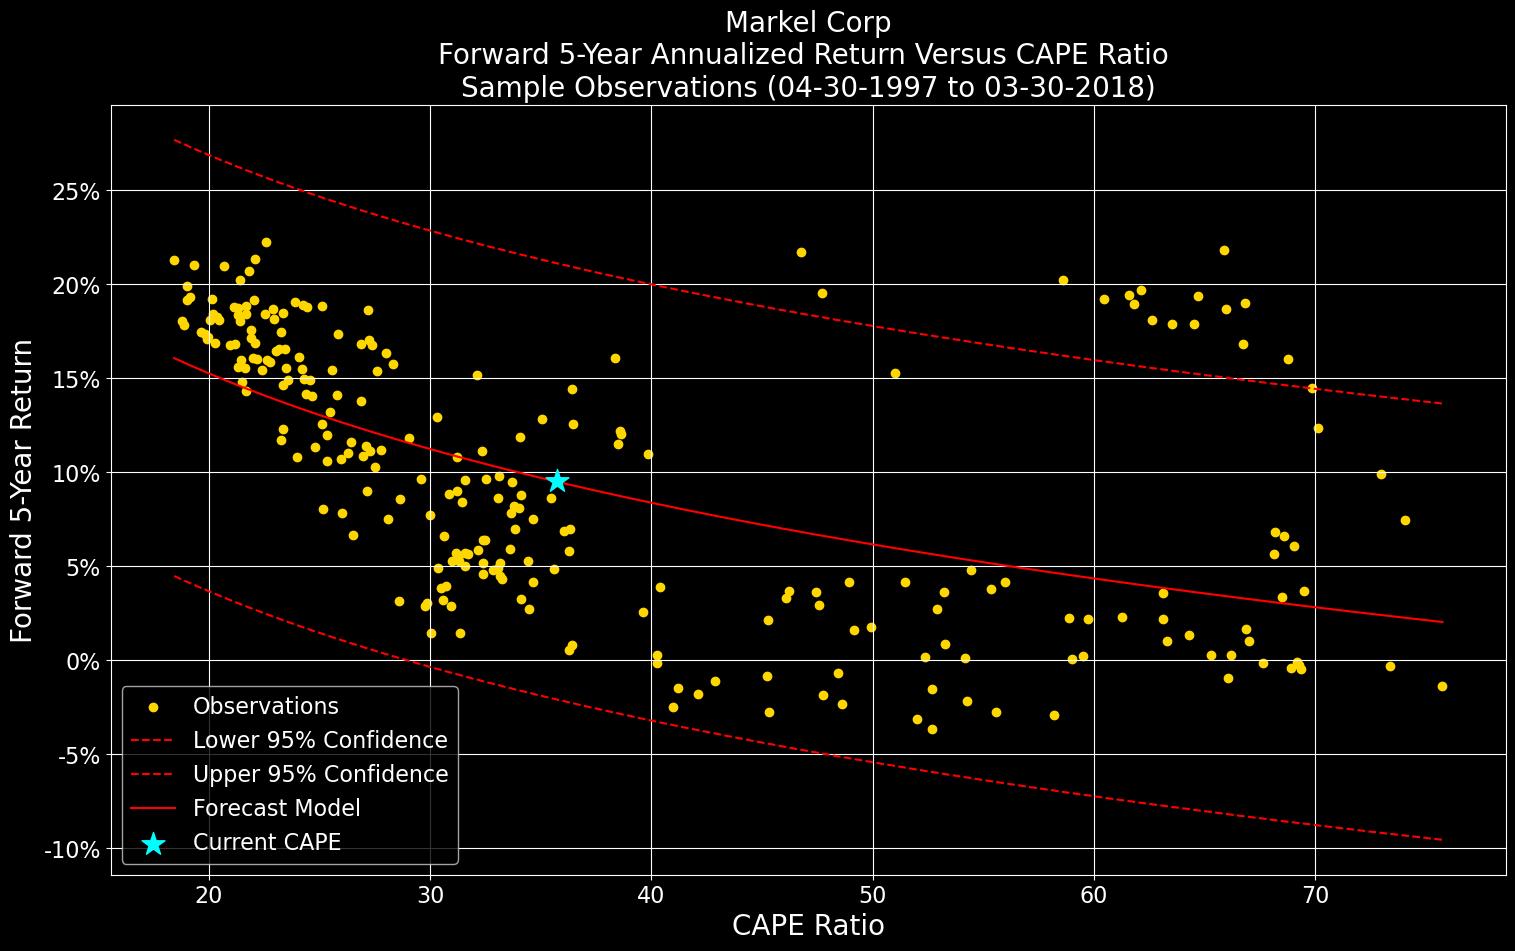 Markel Corp
Forward 5-Year Annualized Return Versus CAPE Ratio
Sample Observations (04-30-1997 to 03-30-2018)
Forward 5-Year Return
25%
20%
15%
10%
5%
0%
-5%
-10%
Observations
Lower 95% Confidence
Upper 95% Confidence
Forecast Model
Current CAPE
20 30 40 50 60 70
CAPE Ratio